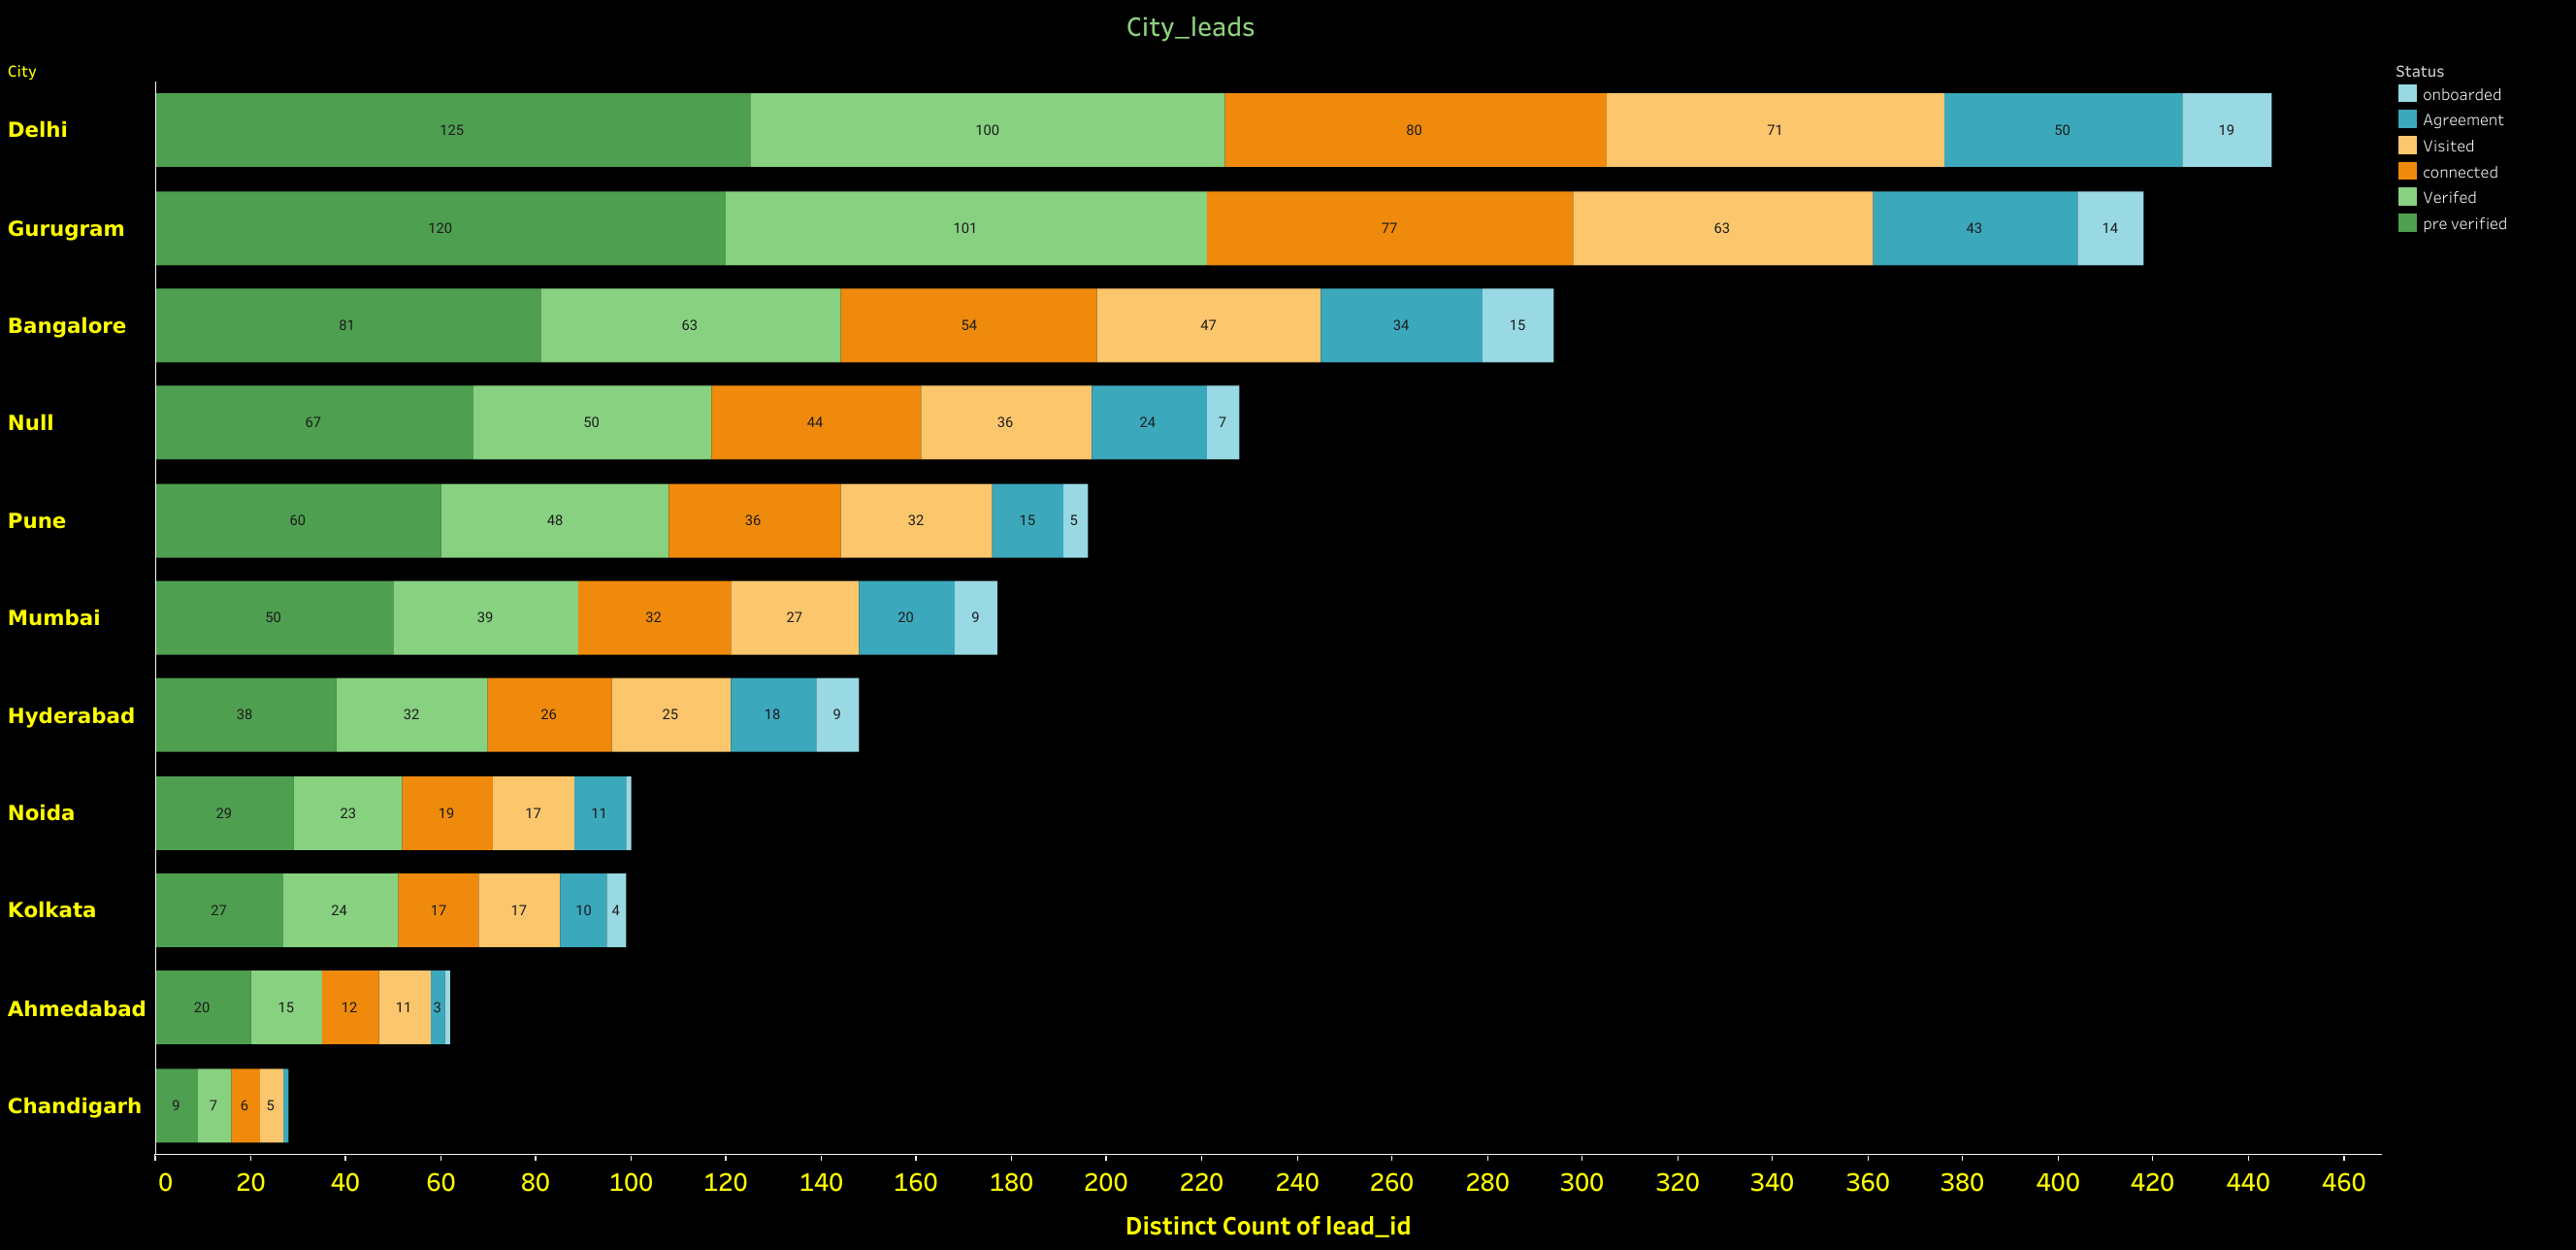 City_leads
City
Status
onboarded
Agreement
Visited
connected
Verifed
pre verified
Delhi 125 100 80 71 50 19
Gurugram 120 101 77 63 43 14
Bangalore 81 63 54 47 34 15
Null 67 50 44 36 24 7
Pune 60 48 36 32 15 5
Mumbai 50 39 32 27 20 9
Hyderabad 38 32 26 25 18 9
Noida 29 23 19 17 11
Kolkata 27 24 17 17 10 4
Ahmedabad 20 15 12 11 3
Chandigarh 9 7 6 5
0 20 40 60 80 100 120 140 160 180 200 220 240 260 280 300 320 340 360 380 400 420 440 460
Distinct Count of lead_id